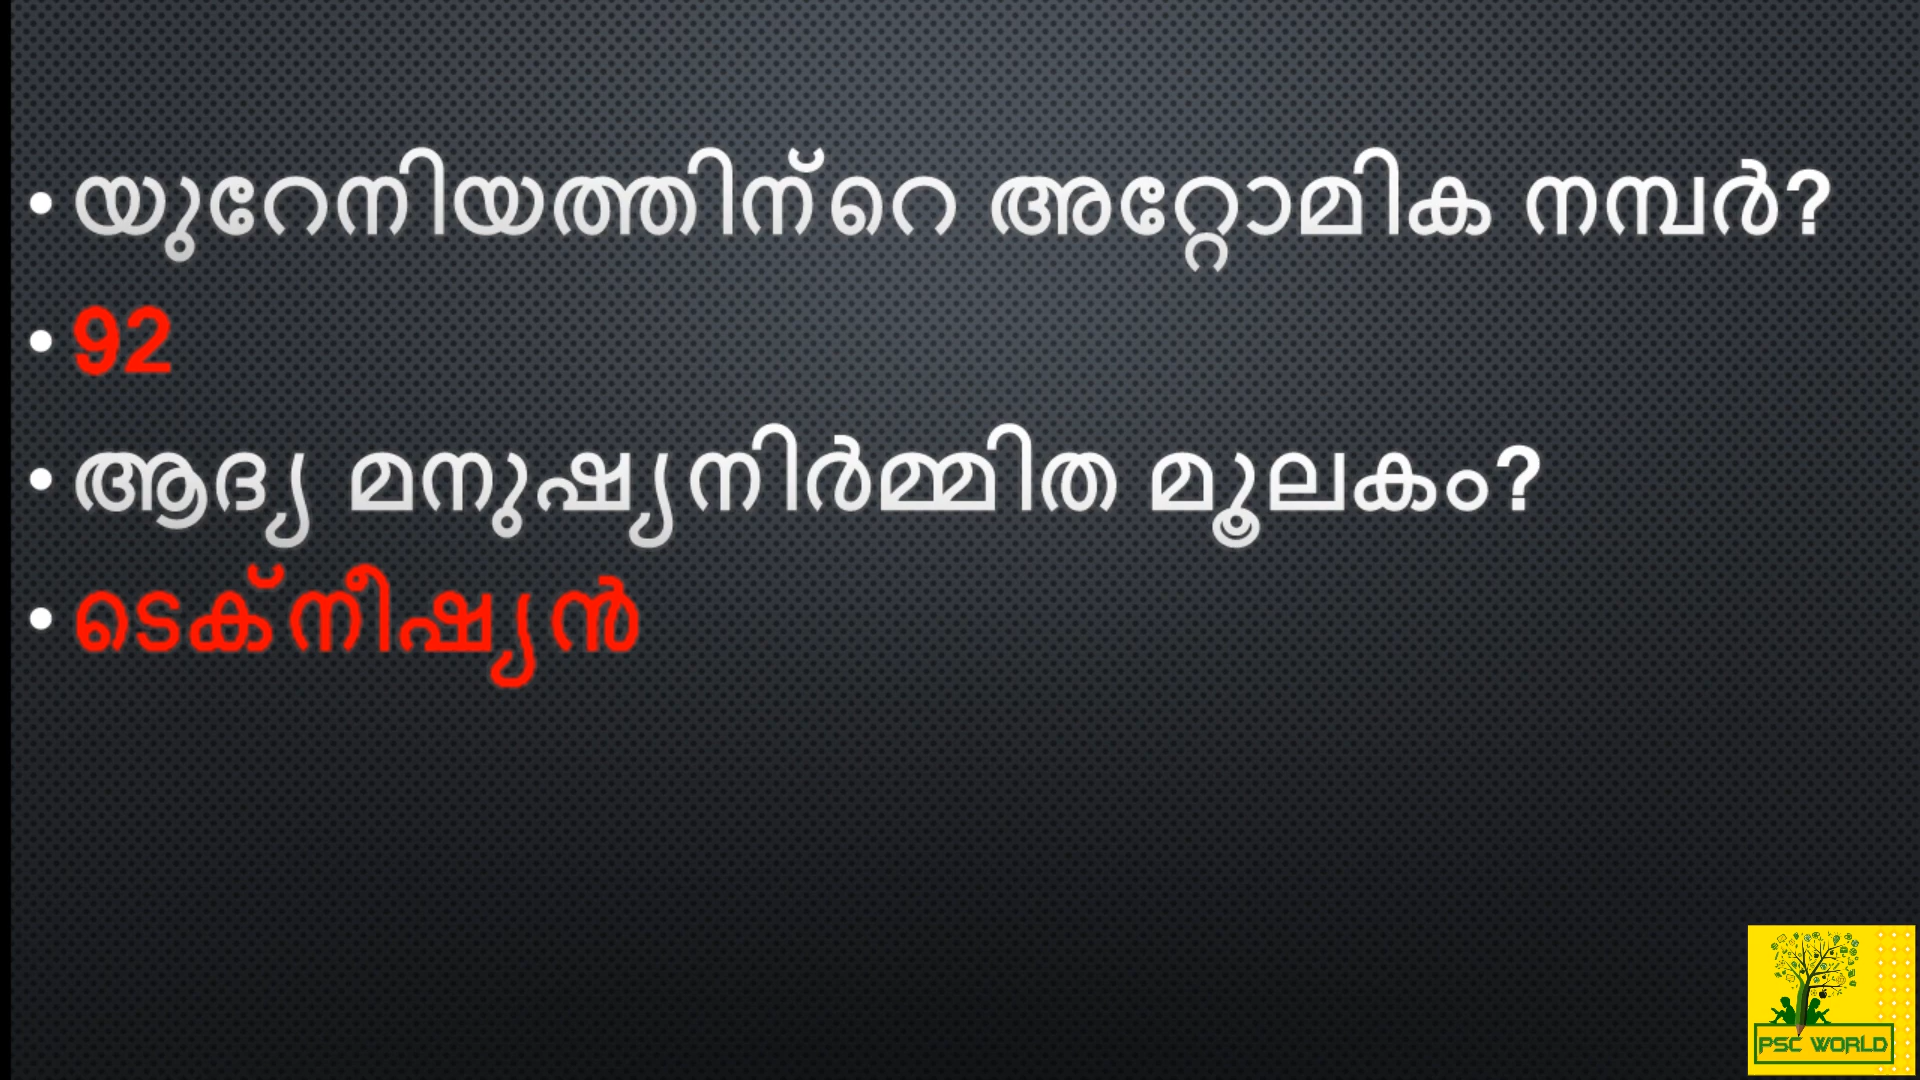 • യുറേനിയത്തിന്‍റെ അറ്റോമിക നമ്പർ?
• 92
• ആദ്യ മനുഷ്യനിർമ്മിത മൂലകം?
• ടെക്നീഷ്യൻ
PSC WORLD